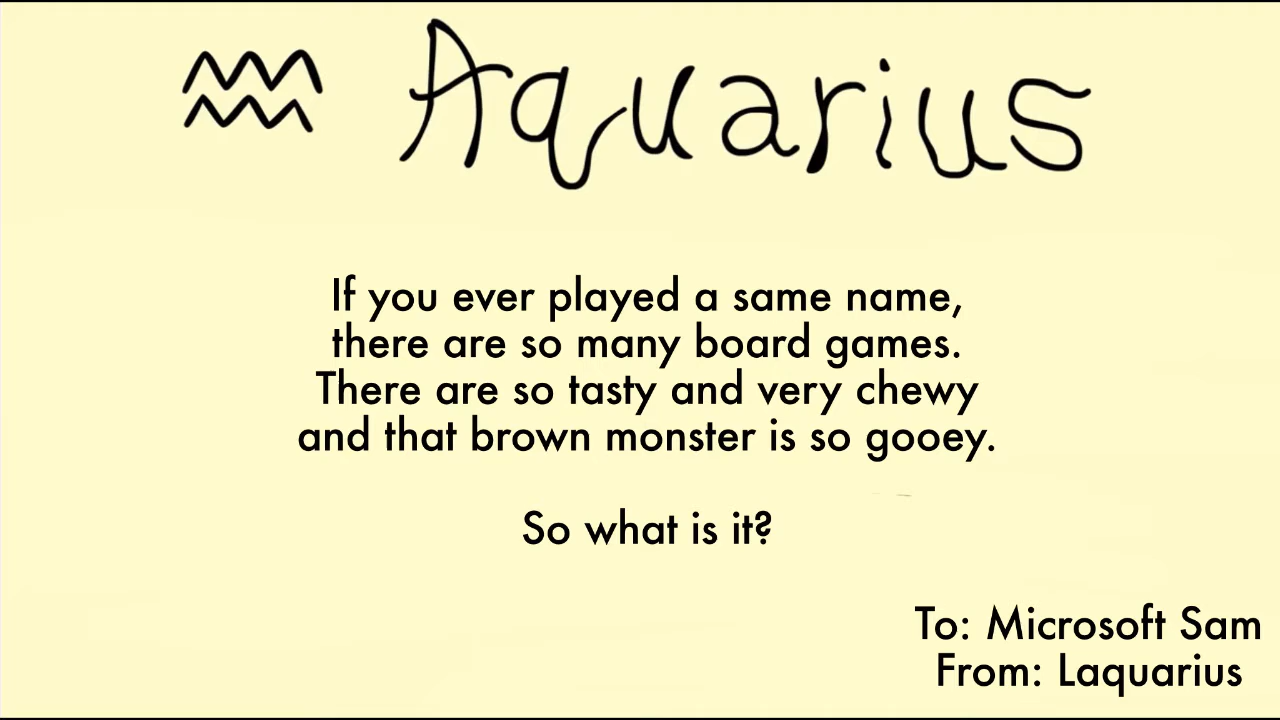 ♒ Aquarius
If you ever played a same name,
there are so many board games.
There are so tasty and very chewy
and that brown monster is so gooey.
So what is it?
To: Microsoft Sam
From: Laquarius